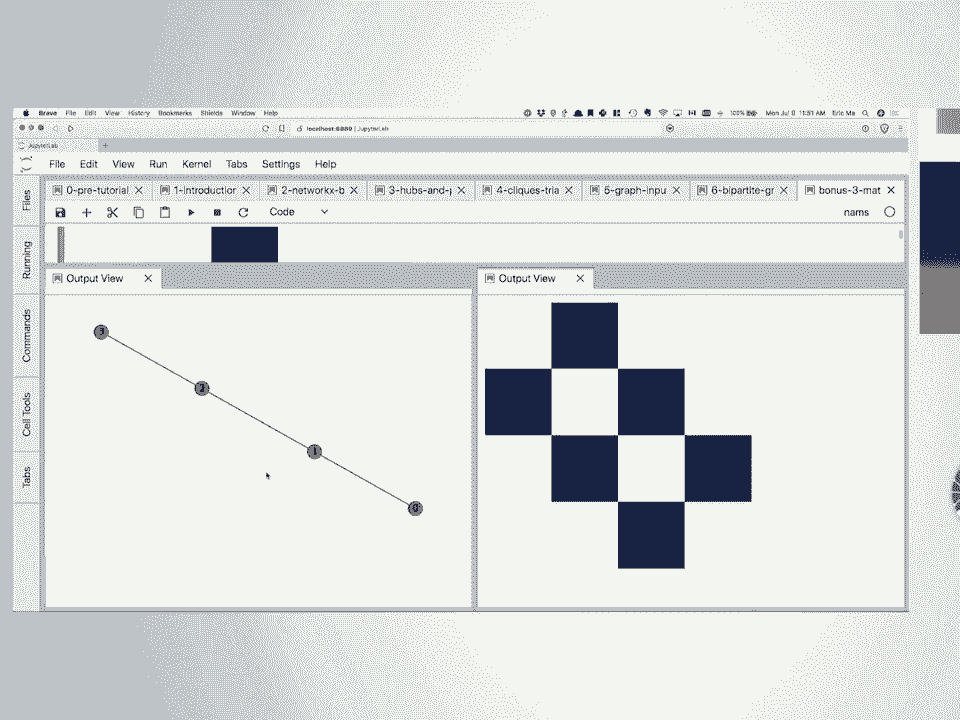 Brave File Edit View History Bookmarks Shields Window Help 100% Mon Jul 8 11:51 AM Eric Ma
localhost:8889 | JupyterLab
JupyterLab
File Edit View Run Kernel Tabs Settings Help
0-pre-tutorial 1-introduction 2-networkx-b 3-hubs-and-p 4-cliques-tria 5-graph-inpu 6-bipartite-gr bonus-3-mat
Code nams
Files
Running
Commands
Cell Tools
Tabs
Output View
Output View
3
2
1
0